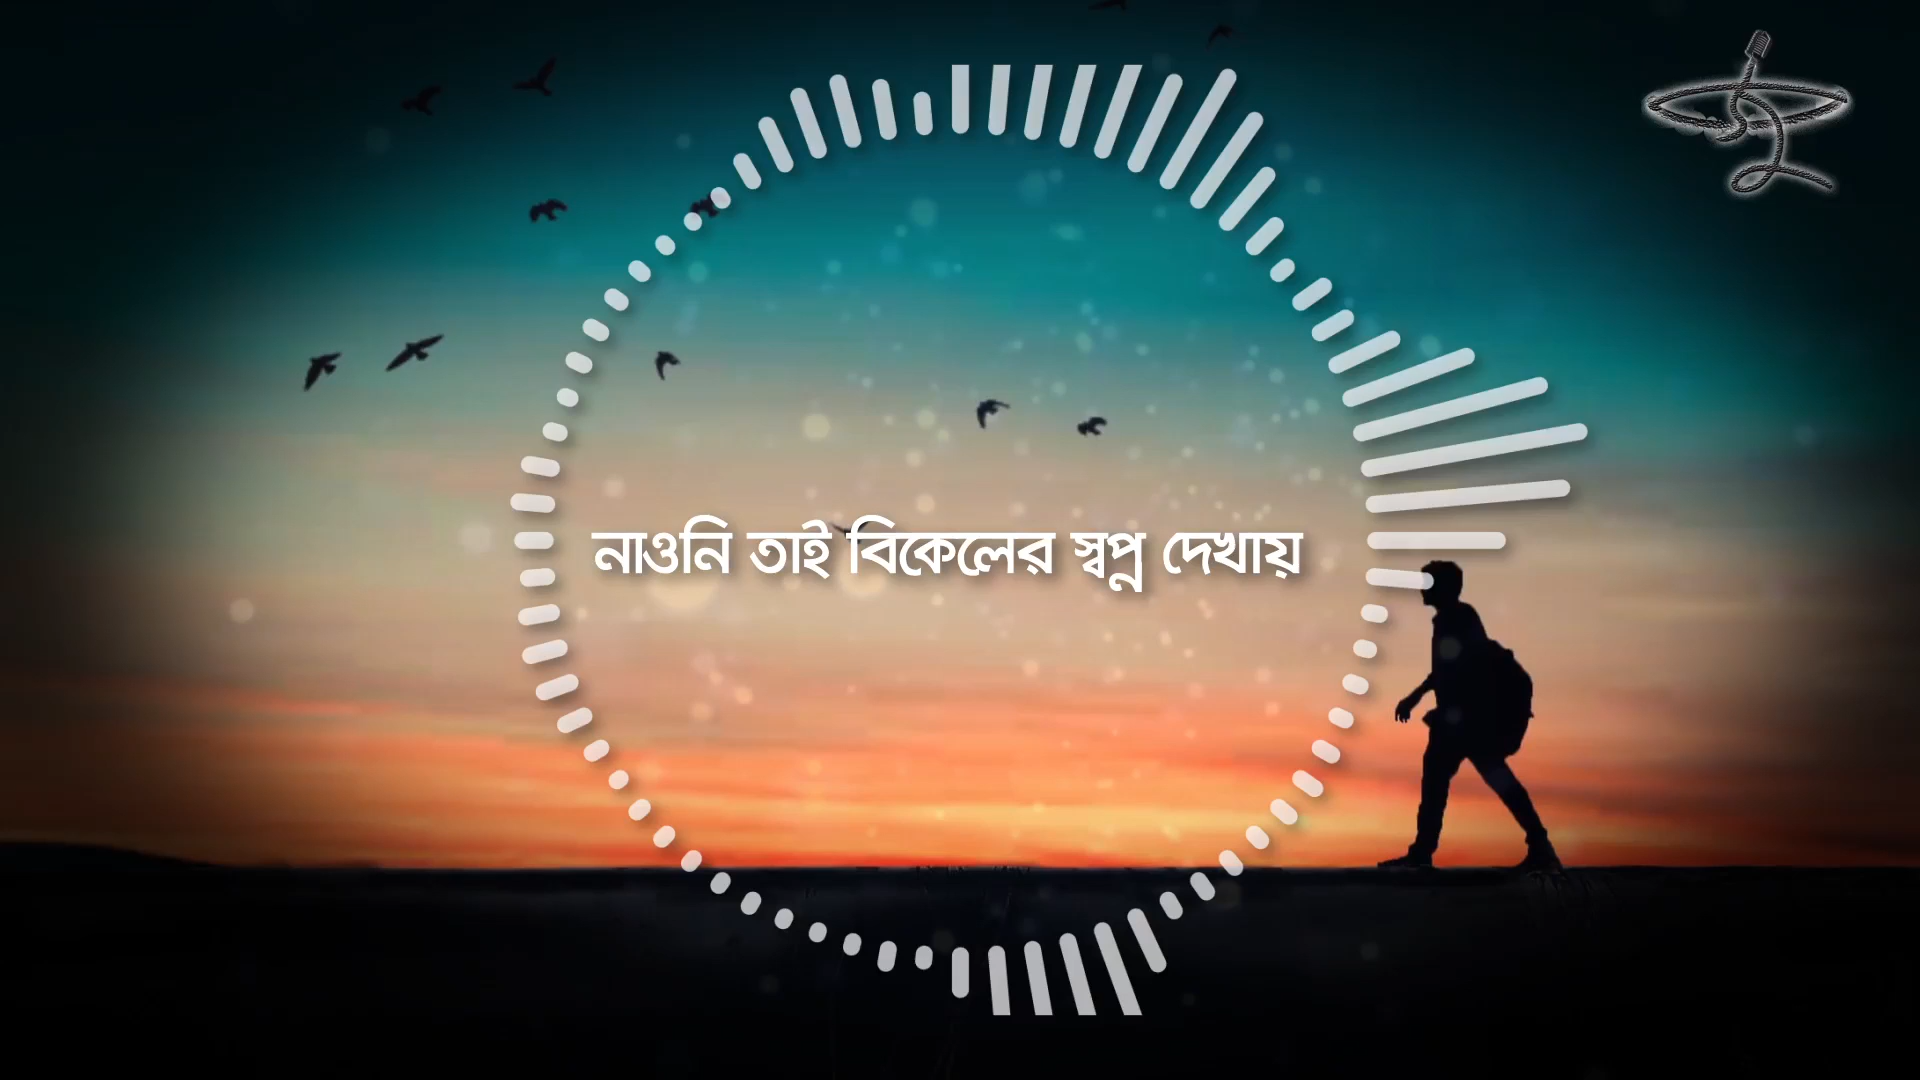 নাওনি তাই বিকেলের স্বপ্ন দেখায়